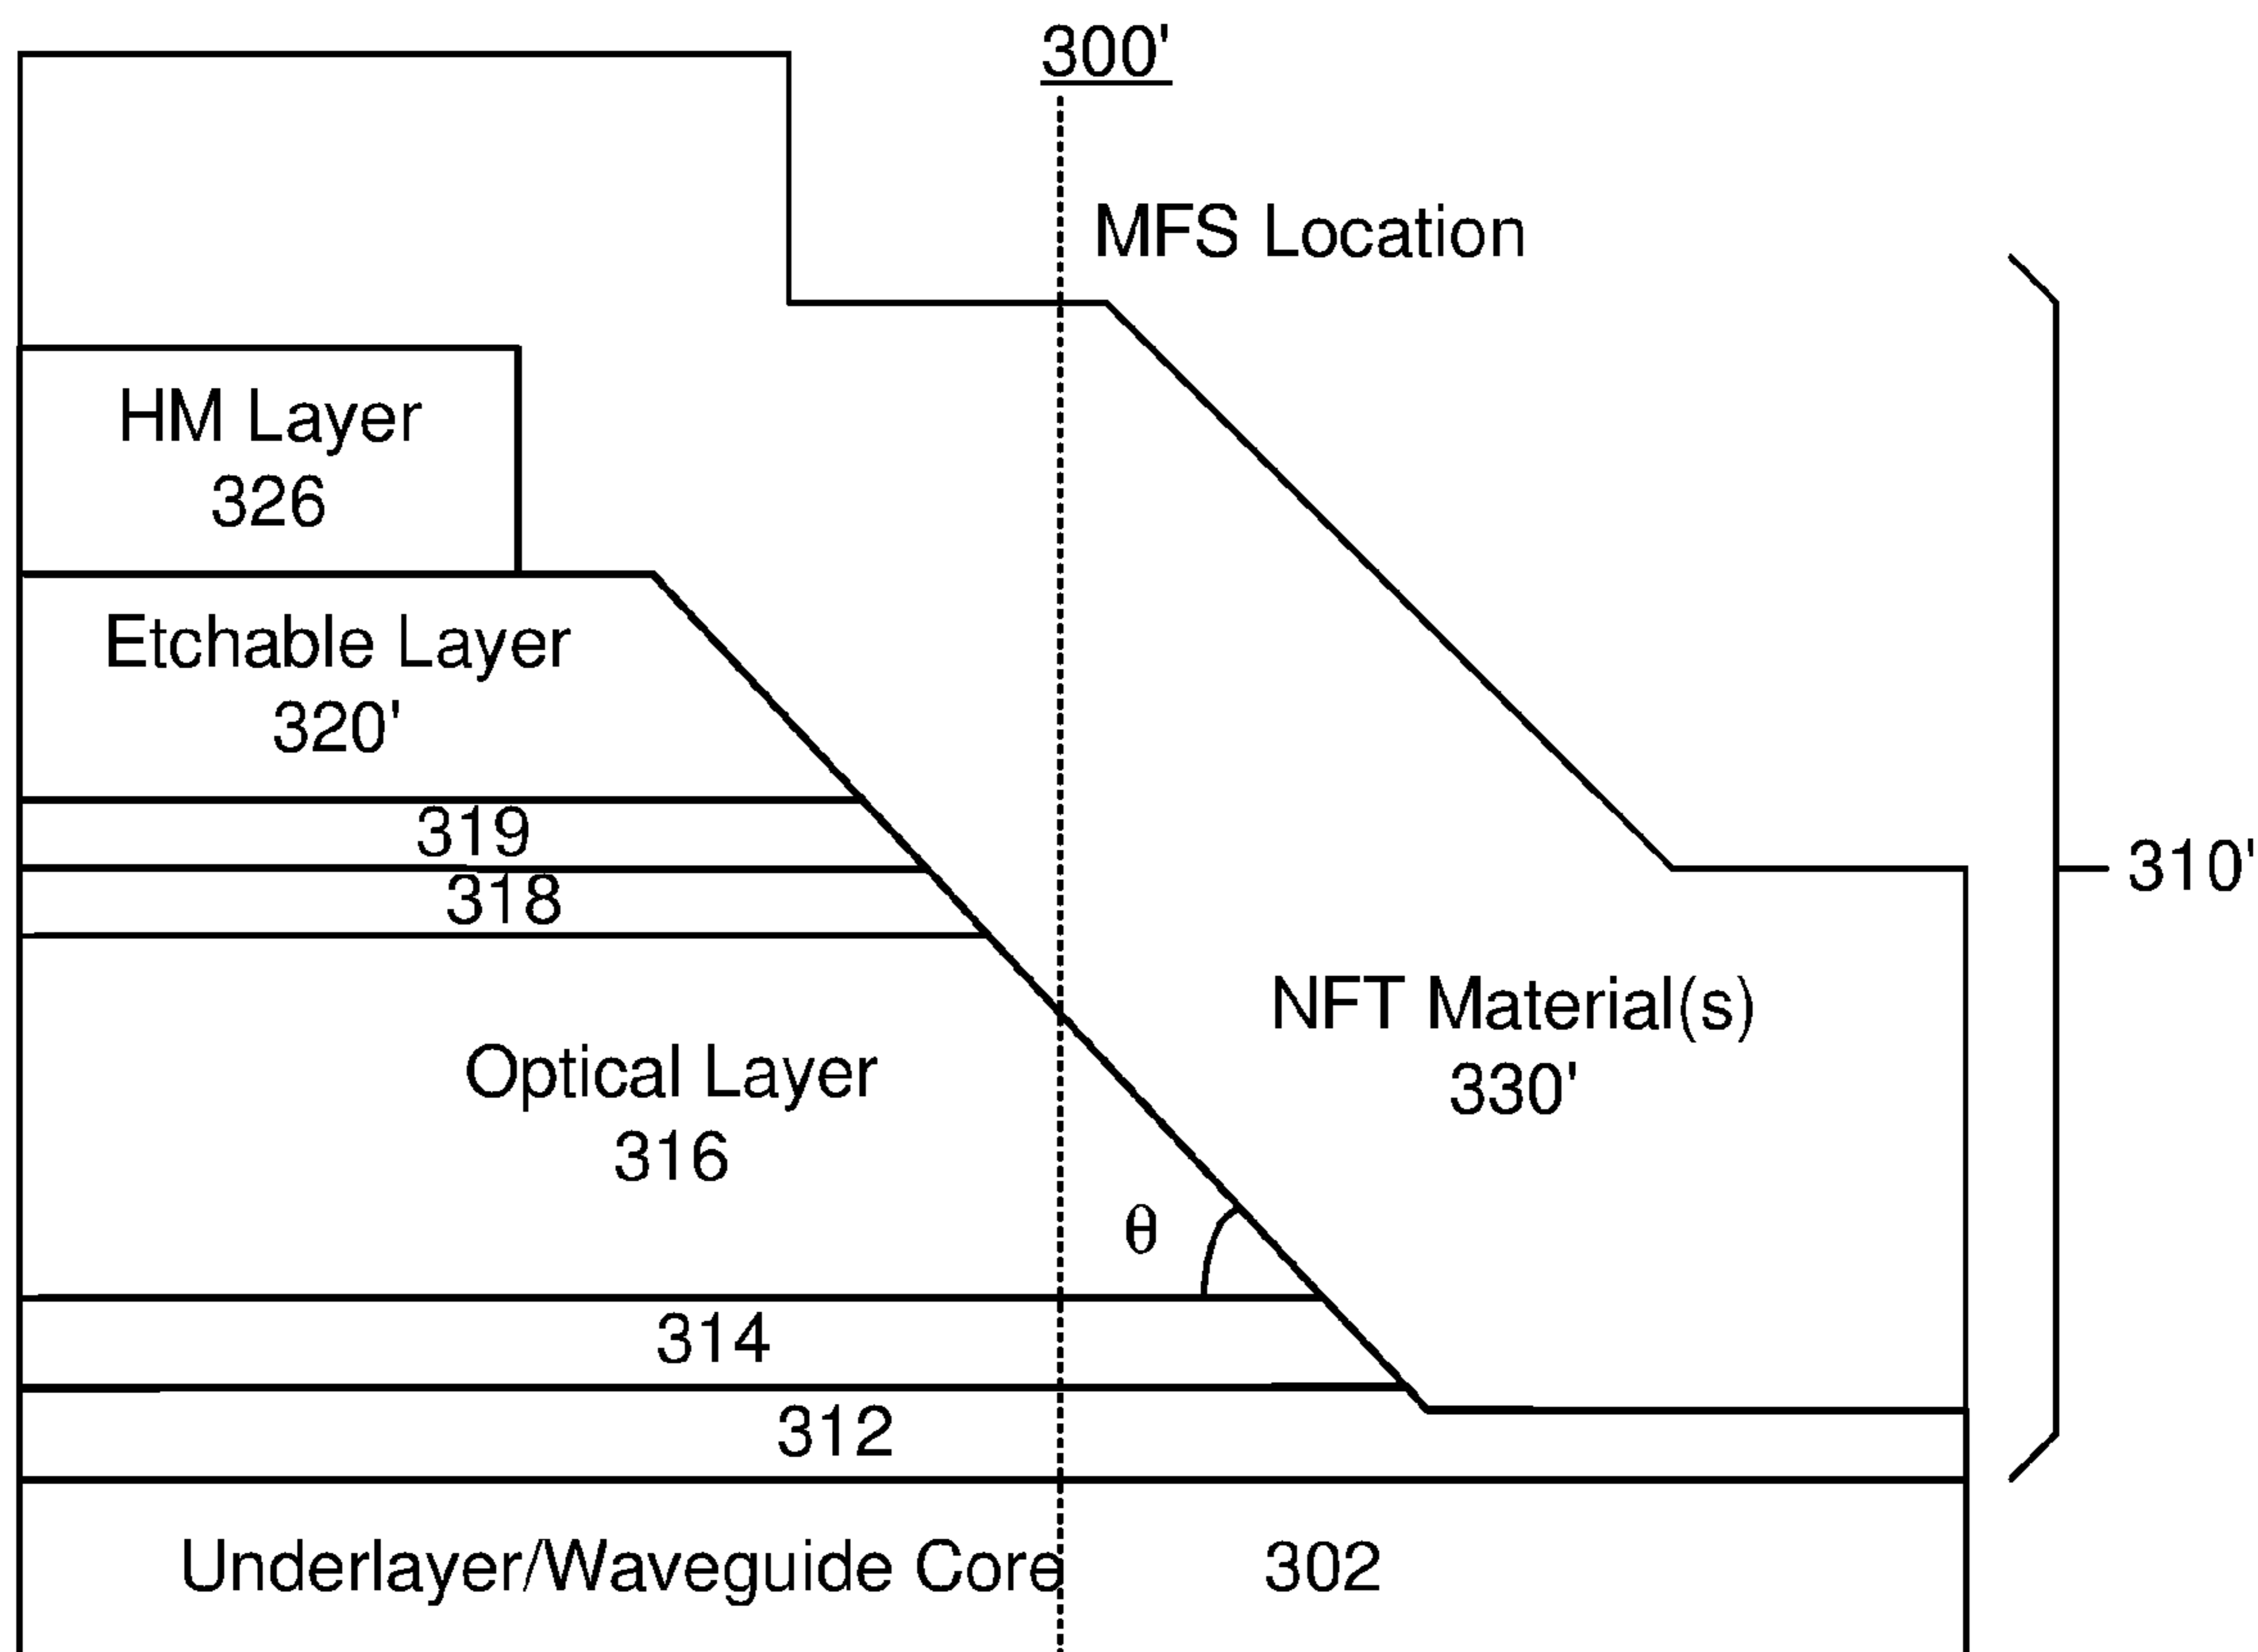 300'
MFS Location
HM Layer
326
Etchable Layer
320'
319
318
310'
NFT Material(s)
330'
Optical Layer
316
θ
314
312
Underlayer/Waveguide Core 302